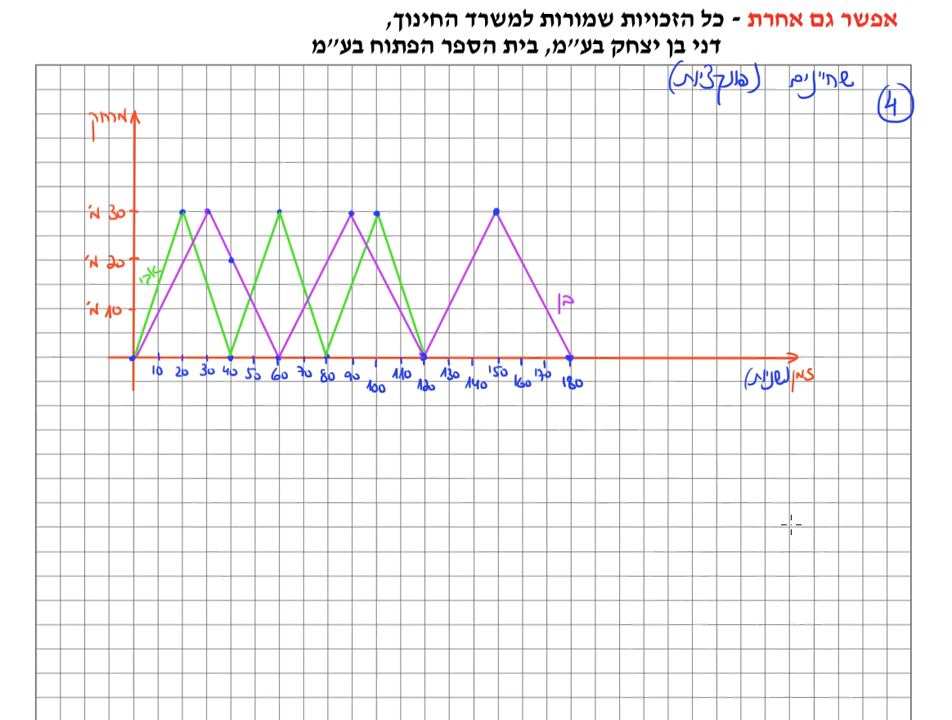 אפשר גם אחרת - כל הזכויות שמורות למשרד החינוך,
דני בן יצחק בע"מ, בית הספר הפתוח בע"מ
שחיינים (פונקציות)
4
מרחק
30 מ'
20 מ'
10 מ'
בן
10 20 30 40 50 60 70 80 90 100 110 120 130 140 150 160 170 180
זמן (שניות)